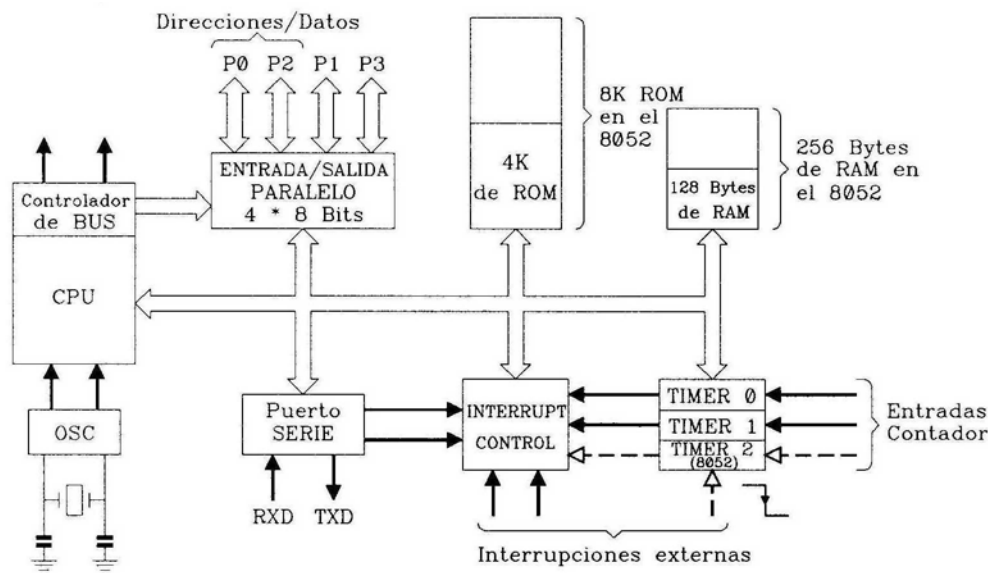 Direcciones/Datos
P0 P2 P1 P3
8K ROM
en el
8052
256 Bytes
de RAM en
el 8052
ENTRADA/SALIDA
PARALELO
4 * 8 Bits
4K
de ROM
128 Bytes
de RAM
Controlador
de BUS
CPU
OSC
Puerto
SERIE
INTERRUPT
CONTROL
TIMER 0
TIMER 1
TIMER 2
(8052)
Entradas
Contador
RXD TXD
Interrupciones externas